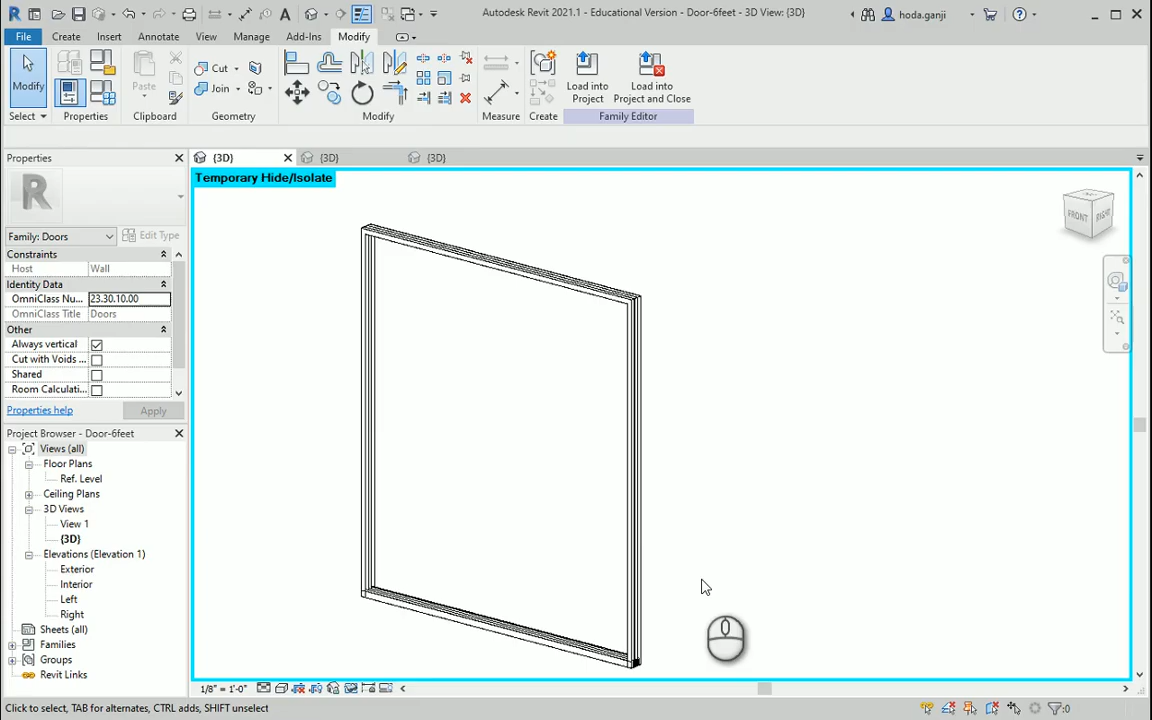 Autodesk Revit 2021.1 - Educational Version - Door-6feet - 3D View: {3D}
hoda.ganji
File Create Insert Annotate View Manage Add-Ins Modify
Modify
Paste
Cut
Join
Load into
Project
Load into
Project and Close
Select Properties Clipboard Geometry Modify Measure Create Family Editor
Properties
{3D} {3D} {3D}
Temporary Hide/Isolate
FRONT RIGHT
Family: Doors Edit Type
Constraints
Host Wall
Identity Data
OmniClass Nu... 23.30.10.00
OmniClass Title Doors
Other
Always vertical
Cut with Voids ...
Shared
Room Calculati...
Properties help Apply
Project Browser - Door-6feet
Views (all)
Floor Plans
Ref. Level
Ceiling Plans
3D Views
View 1
{3D}
Elevations (Elevation 1)
Exterior
Interior
Left
Right
Sheets (all)
Families
Groups
Revit Links
1/8" = 1'-0"
Click to select, TAB for alternates, CTRL adds, SHIFT unselect
:0